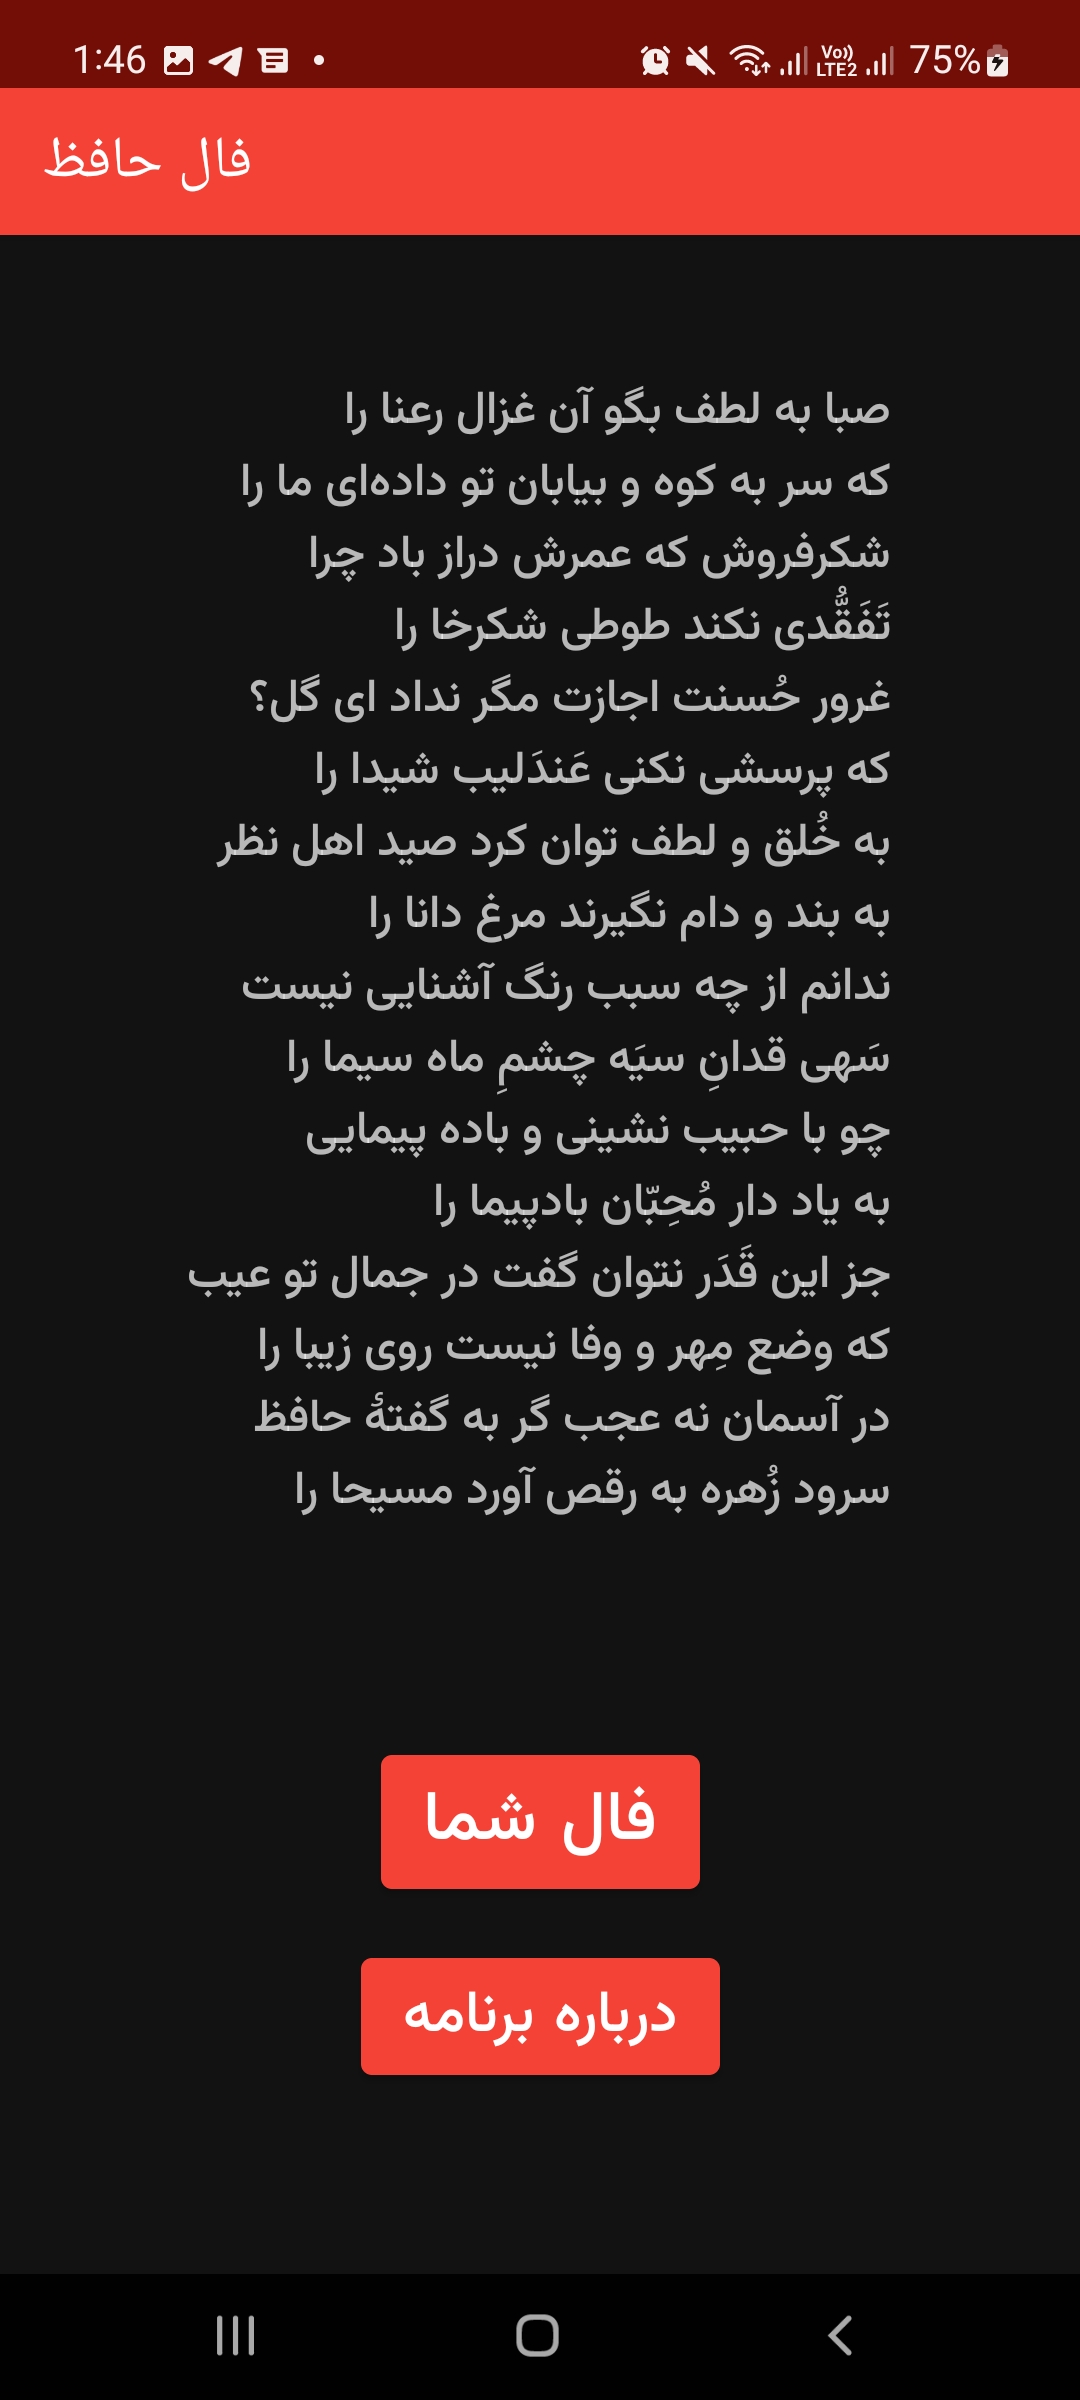 1:46
Vo)) LTE2
75%
فال حافظ
صبا به لطف بگو آن غزال رعنا را
که سر به کوه و بیابان تو داده‌ای ما را
شکرفروش که عمرش دراز باد چرا
تَفَقُّدی نکند طوطی شکرخا را
غرور حُسنت اجازت مگر نداد ای گل؟
که پرسشی نکنی عَندَلیب شیدا را
به خُلق و لطف توان کرد صید اهل نظر
به بند و دام نگیرند مرغ دانا را
ندانم از چه سبب رنگ آشنایی نیست
سَهی قدانِ سیَه چشمِ ماه سیما را
چو با حبیب نشینی و باده پیمایی
به یاد دار مُحِبّان بادپیما را
جز این قَدَر نتوان گفت در جمال تو عیب
که وضع مِهر و وفا نیست روی زیبا را
در آسمان نه عجب گر به گفتهٔ حافظ
سرود زُهره به رقص آورد مسیحا را
فال شما
درباره برنامه